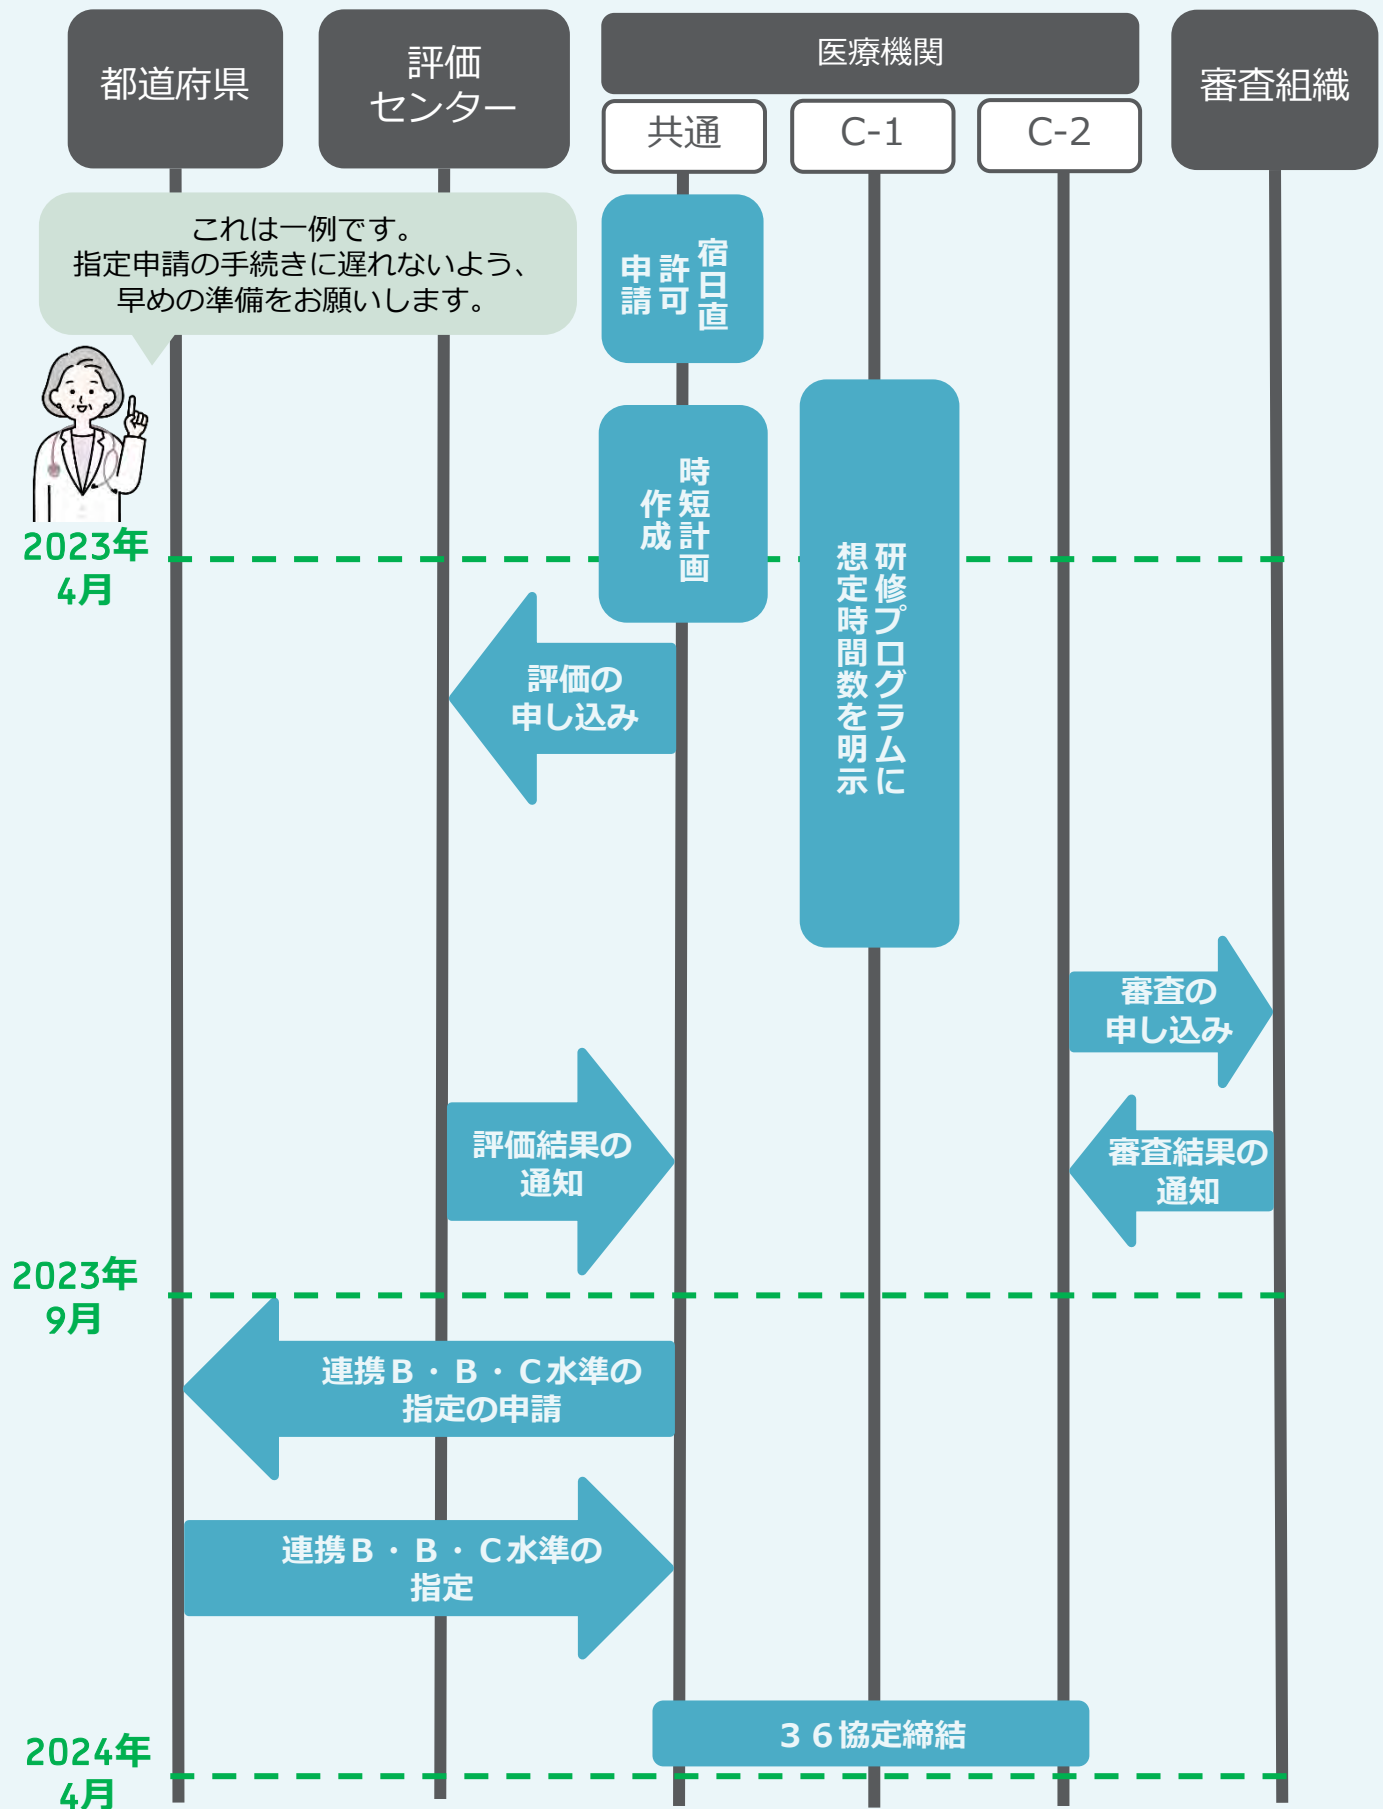 都道府県
評価
センター
医療機関
共通
C-1
C-2
審査組織
これは一例です。
指定申請の手続きに遅れないよう、
早めの準備をお願いします。
宿日直
許可
申請
時短計画
作成
2023年
4月
研修プログラムに
想定時間数を明示
評価の
申し込み
審査の
申し込み
評価結果の
通知
審査結果の
通知
2023年
9月
連携Ｂ・Ｂ・Ｃ水準の
指定の申請
連携Ｂ・Ｂ・Ｃ水準の
指定
３６協定締結
2024年
4月